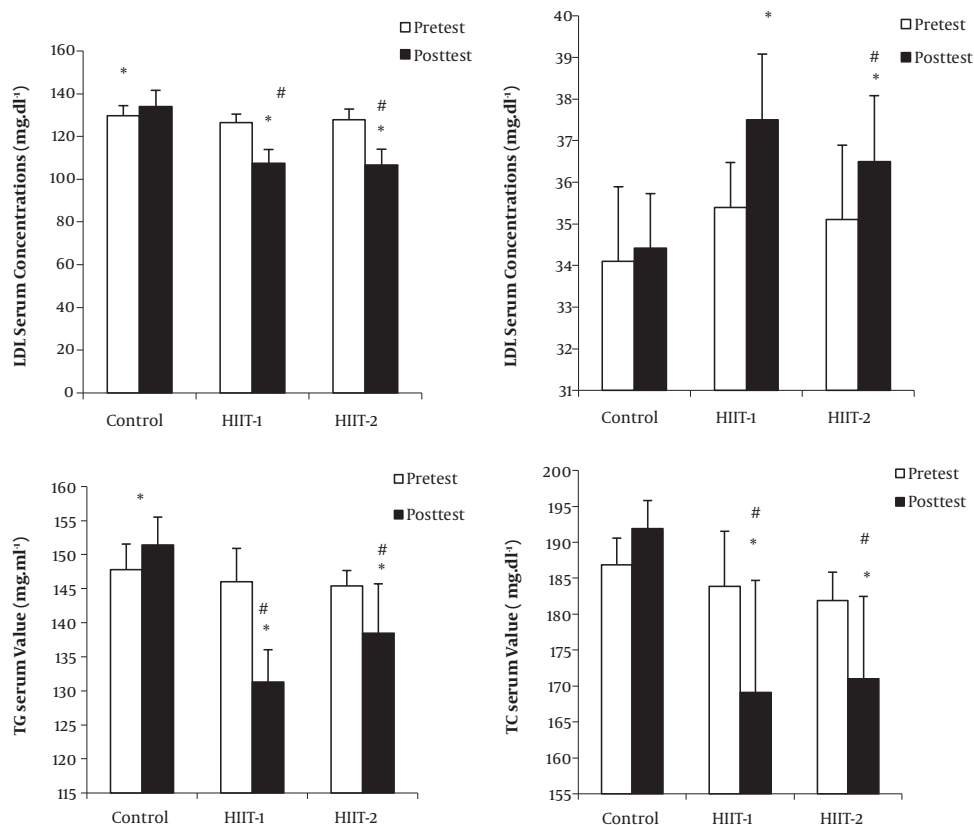 LDL Serum Concentrations (mg.dl⁻¹)
160
140
120
100
80
60
40
20
0
Pretest
Posttest
*
#
*
#
*
Control
HIIT-1
HIIT-2
LDL Serum Concentrations (mg.dl⁻¹)
40
39
38
37
36
35
34
33
32
31
Pretest
Posttest
*
#
*
Control
HIIT-1
HIIT-2
TG serum Value (mg.ml⁻¹)
160
155
150
145
140
135
130
125
120
115
Pretest
Posttest
*
#
*
#
*
Control
HIIT-1
HIIT-2
TC serum Value ( mg.dl⁻¹)
200
195
190
185
180
175
170
165
160
155
Pretest
Posttest
#
*
#
*
Control
HIIT-1
HIIT-2